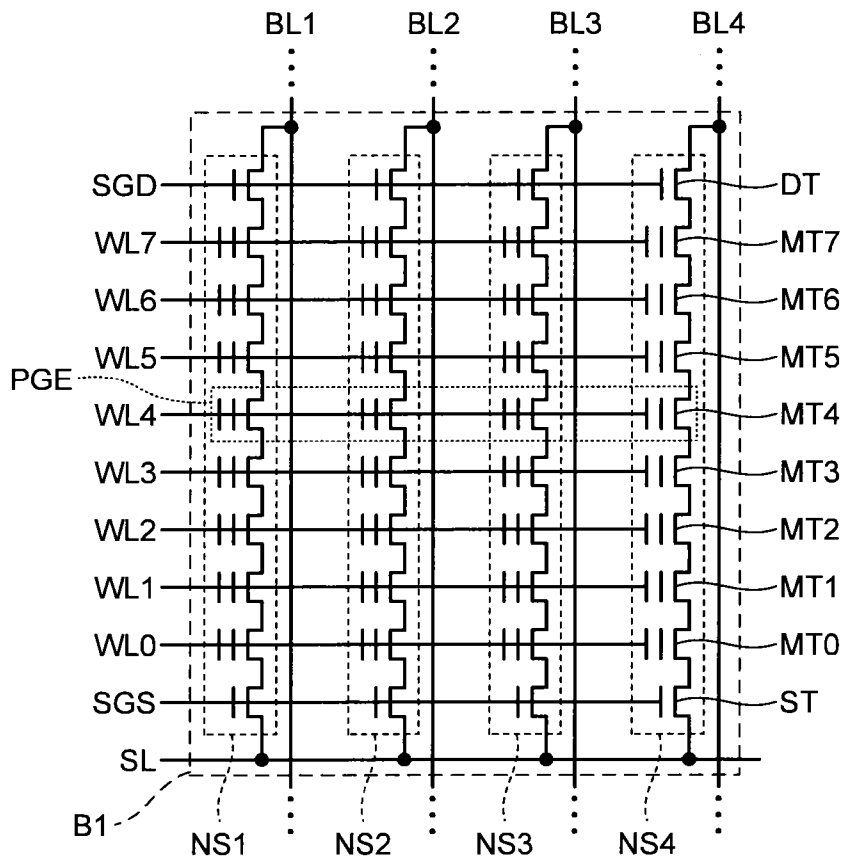 BL1 BL2 BL3 BL4
SGD DT
WL7 MT7
WL6 MT6
WL5 MT5
PGE
WL4 MT4
WL3 MT3
WL2 MT2
WL1 MT1
WL0 MT0
SGS ST
SL
B1
NS1 NS2 NS3 NS4